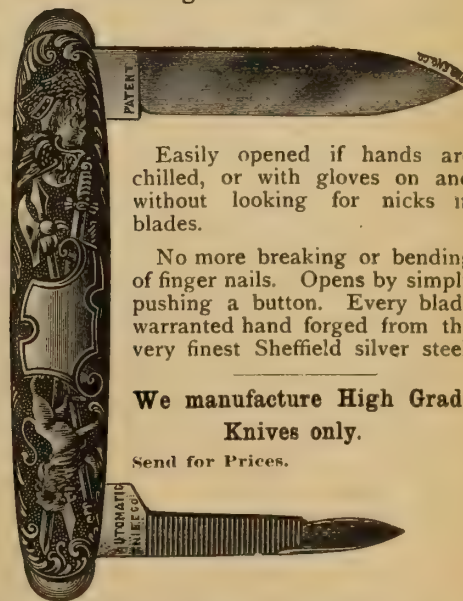 PATENT
Easily opened if hands ar
chilled, or with gloves on and
without looking for nicks i
blades.
No more breaking or bending
of finger nails. Opens by simpl
pushing a button. Every blad
warranted hand forged from th
very finest Sheffield silver stee
We manufacture High Grad
Knives only.
Send for Prices.
AUTOMATIC
KNIFE CO.